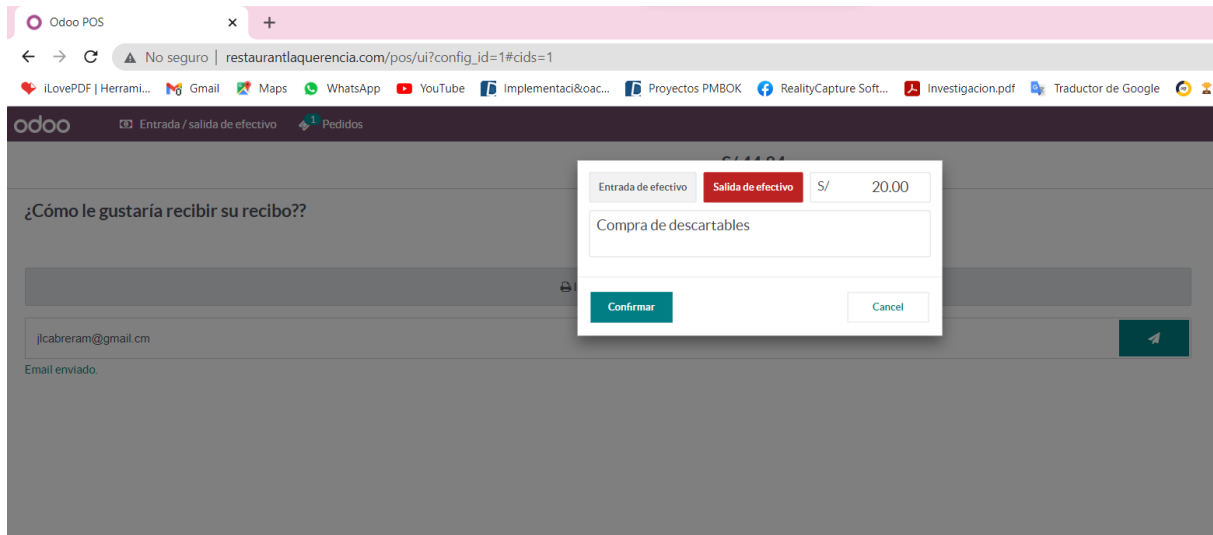 Odoo POS
No seguro | restaurantlaquerencia.com/pos/ui?config_id=1#cids=1
iLovePDF | Herrami... Gmail Maps WhatsApp YouTube Implementaci&oac... Proyectos PMBOK RealityCapture Soft... Investigacion.pdf Traductor de Google
odoo Entrada / salida de efectivo 1 Pedidos
Entrada de efectivo Salida de efectivo S/ 20.00
¿Cómo le gustaría recibir su recibo??
Compra de descartables
Confirmar Cancel
jlcabreram@gmail.cm
Email enviado.